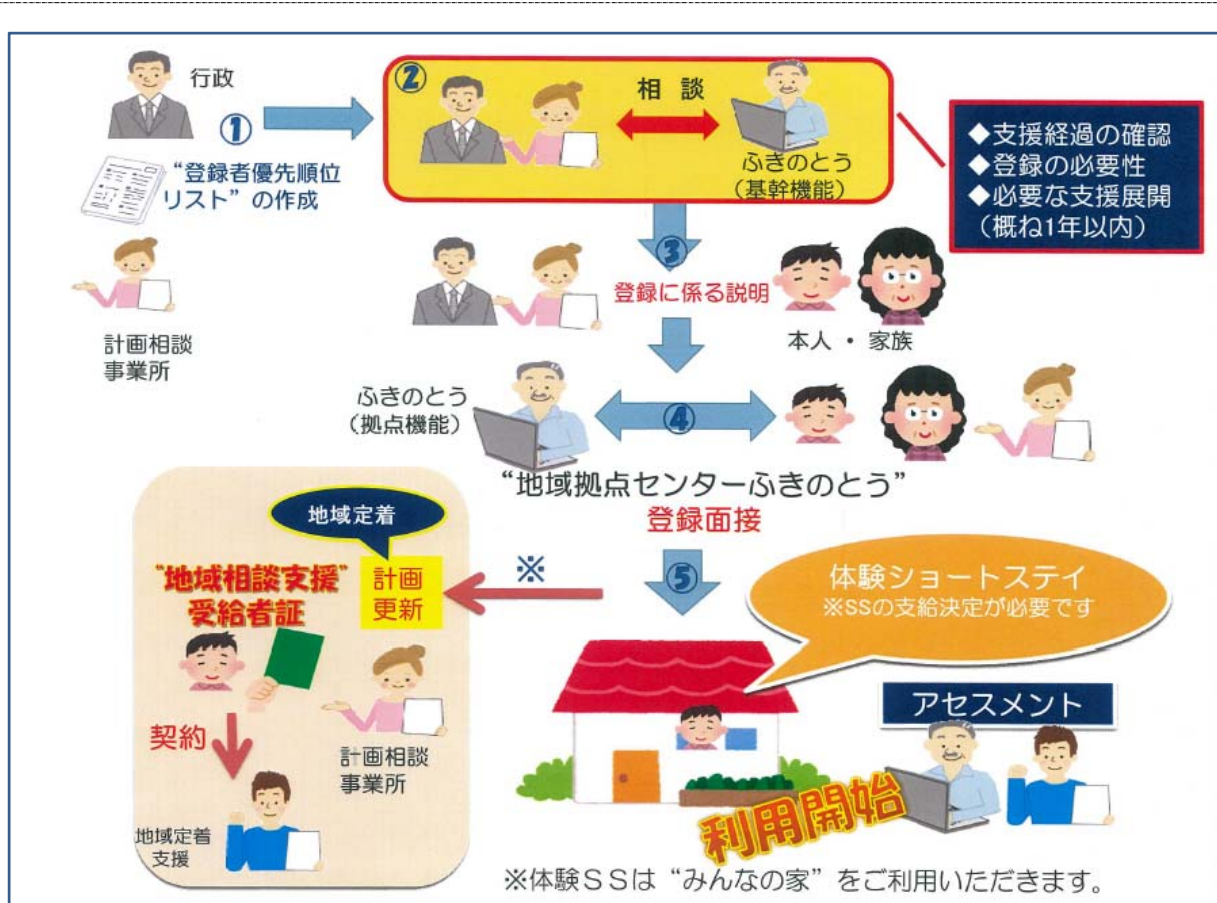 行政
①
“登録者優先順位
リスト”の作成
計画相談
事業所
②
相 談
ふきのとう
（基幹機能）
◆支援経過の確認
◆登録の必要性
◆必要な支援展開
（概ね1年以内）
③
登録に係る説明
本人 ・ 家族
ふきのとう
（拠点機能）
④
“地域拠点センターふきのとう”
登録面接
⑤
※
地域定着
“地域相談支援”
受給者証
計画
更新
契約
計画相談
事業所
地域定着
支援
体験ショートステイ
※SSの支給決定が必要です
アセスメント
利用開始
※体験ＳＳは“みんなの家”をご利用いただきます。